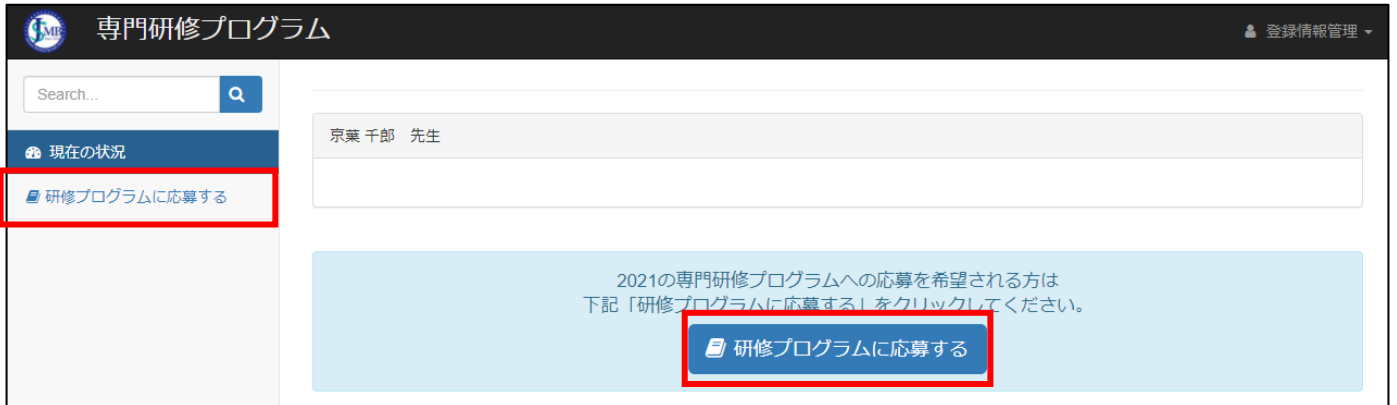 JMB
専門研修プログラム
登録情報管理
Search...
現在の状況
研修プログラムに応募する
京葉 千郎　先生
2021の専門研修プログラムへの応募を希望される方は
下記「研修プログラムに応募する」をクリックしてください。
研修プログラムに応募する